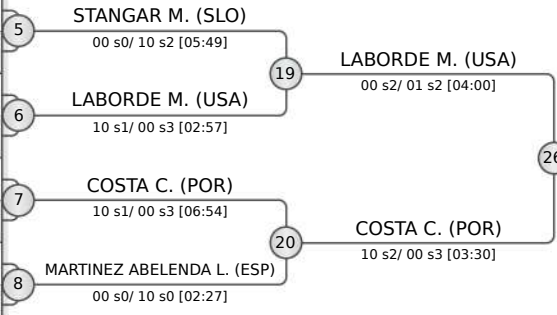 STANGAR M. (SLO)
5
00 s0/ 10 s2 [05:49]
LABORDE M. (USA)
19
00 s2/ 01 s2 [04:00]
LABORDE M. (USA)
6
10 s1/ 00 s3 [02:57]
26
COSTA C. (POR)
7
10 s1/ 00 s3 [06:54]
COSTA C. (POR)
20
10 s2/ 00 s3 [03:30]
MARTINEZ ABELENDA L. (ESP)
8
00 s0/ 10 s0 [02:27]